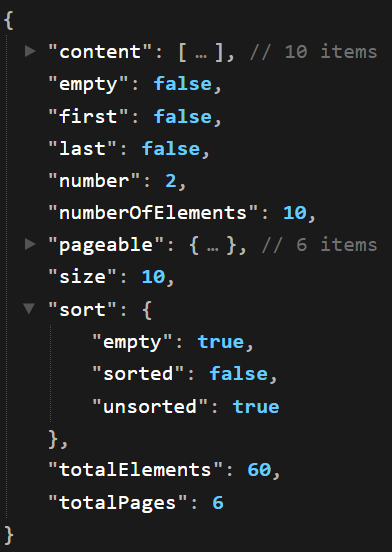 {
"content": [ … ], // 10 items
"empty": false,
"first": false,
"last": false,
"number": 2,
"numberOfElements": 10,
"pageable": { … }, // 6 items
"size": 10,
"sort": {
"empty": true,
"sorted": false,
"unsorted": true
},
"totalElements": 60,
"totalPages": 6
}